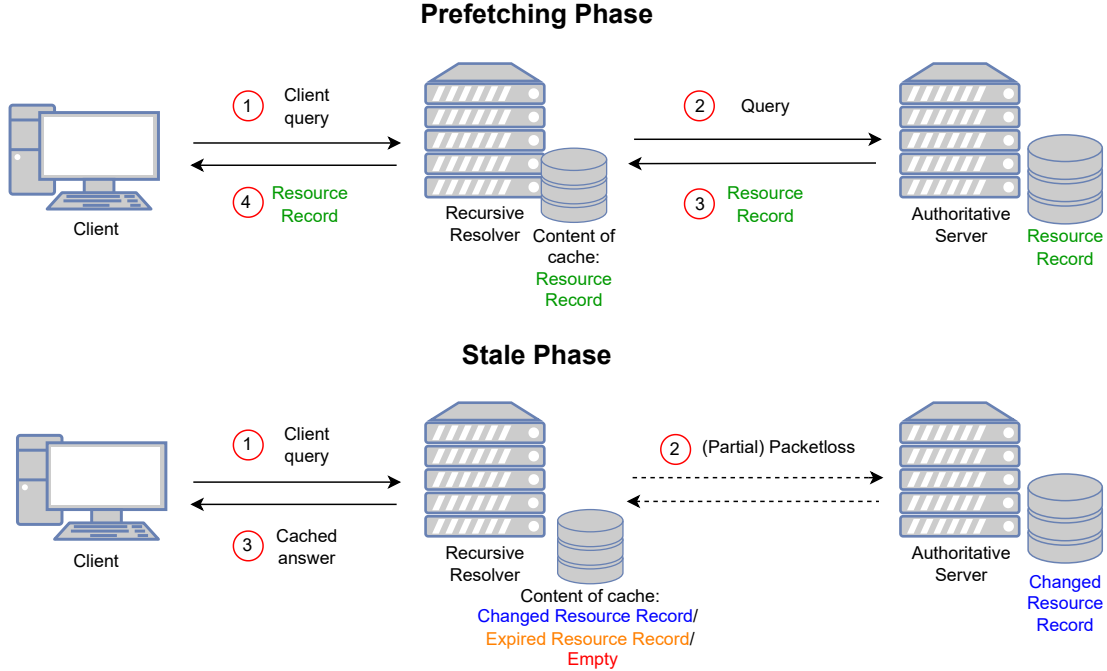 Prefetching Phase
1
Client
query
2
Query
4
Resource
Record
3
Resource
Record
Client
Recursive
Resolver
Content of
cache:
Resource
Record
Authoritative
Server
Resource
Record
Stale Phase
1
Client
query
2
(Partial) Packetloss
3
Cached
answer
Client
Recursive
Resolver
Content of cache:
Changed Resource Record/
Expired Resource Record/
Empty
Authoritative
Server
Changed
Resource
Record